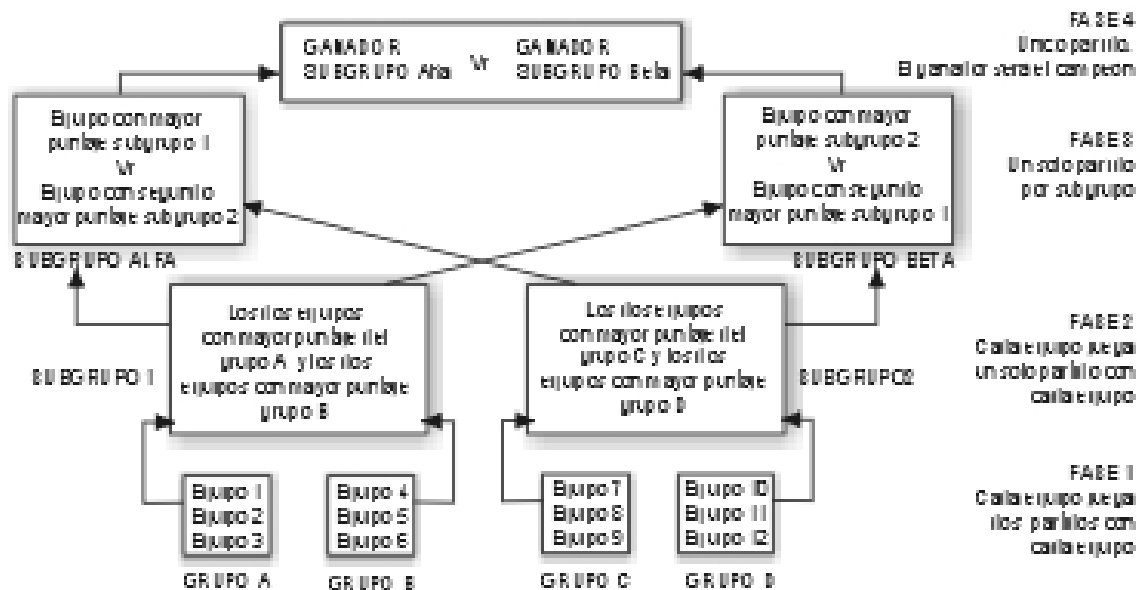 FASE 4
Unico partido.
El ganador sera el campeón
GANADOR
SUBGRUPO Alfa
Vr
GANADOR
SUBGRUPO Beta
Equipo con mayor
puntaje subgrupo 1
Vr
Equipo con segundo
mayor puntaje subgrupo 2
SUBGRUPO ALFA
Equipo con mayor
puntaje subgrupo 2
Vr
Equipo con segundo
mayor puntaje subgrupo 1
SUBGRUPO BETA
FASE 3
Un solo partido
por subgrupo
Los dos equipos
con mayor puntaje del
grupo A y los dos
equipos con mayor puntaje
grupo B
SUBGRUPO 1
Los dos equipos
con mayor puntaje del
grupo C y los dos
equipos con mayor puntaje
grupo D
SUBGRUPO2
FASE 2
Cada equipo juega
un solo partido con
cada equipo
Equipo 1
Equipo 2
Equipo 3
GRUPO A
Equipo 4
Equipo 5
Equipo 6
GRUPO B
Equipo 7
Equipo 8
Equipo 9
GRUPO C
Equipo 10
Equipo 11
Equipo 12
GRUPO D
FASE 1
Cada equipo juega
dos partidos con
cada equipo